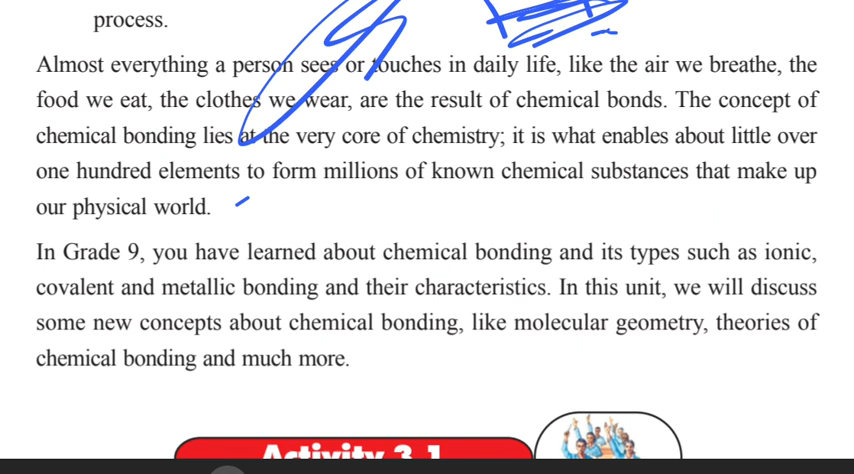 process.
Almost everything a person sees or touches in daily life, like the air we breathe, the
food we eat, the clothes we wear, are the result of chemical bonds. The concept of
chemical bonding lies at the very core of chemistry; it is what enables about little over
one hundred elements to form millions of known chemical substances that make up
our physical world.
In Grade 9, you have learned about chemical bonding and its types such as ionic,
covalent and metallic bonding and their characteristics. In this unit, we will discuss
some new concepts about chemical bonding, like molecular geometry, theories of
chemical bonding and much more.
Activity 3.1